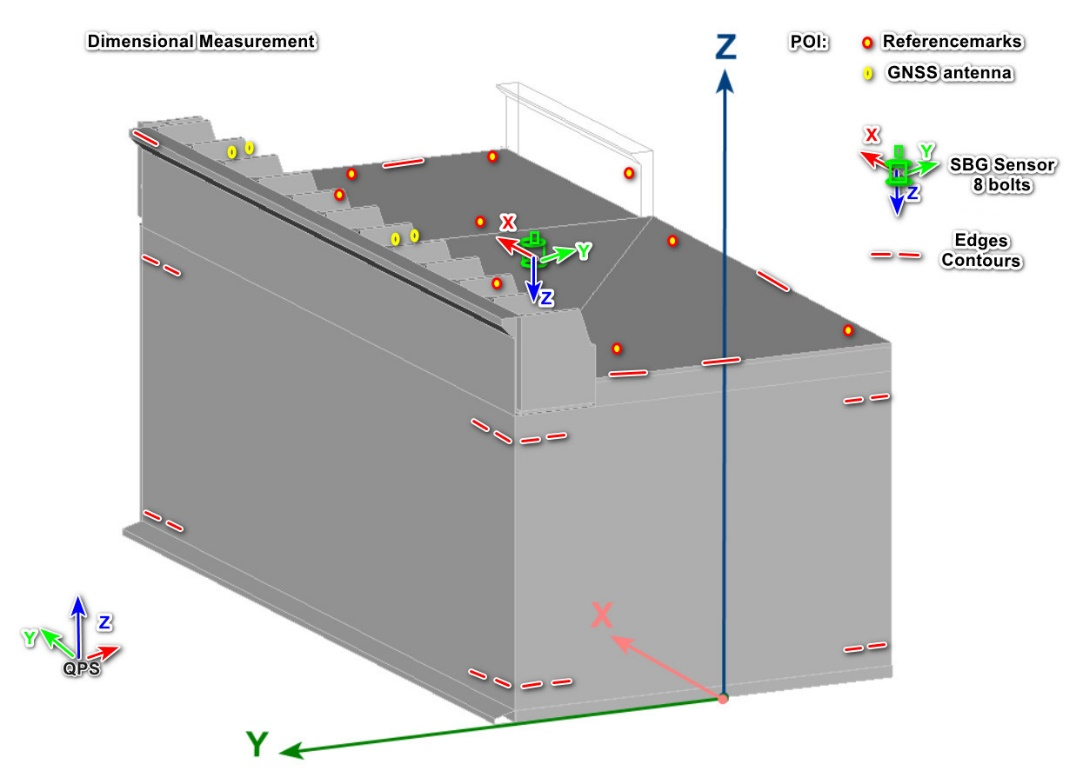 Dimensional Measurement
POI:
Referencemarks
GNSS antenna
Z
X
Y
Z
SBG Sensor
8 bolts
Edges
Contours
X
Y
Z
X
Y
Z
Y
QPS